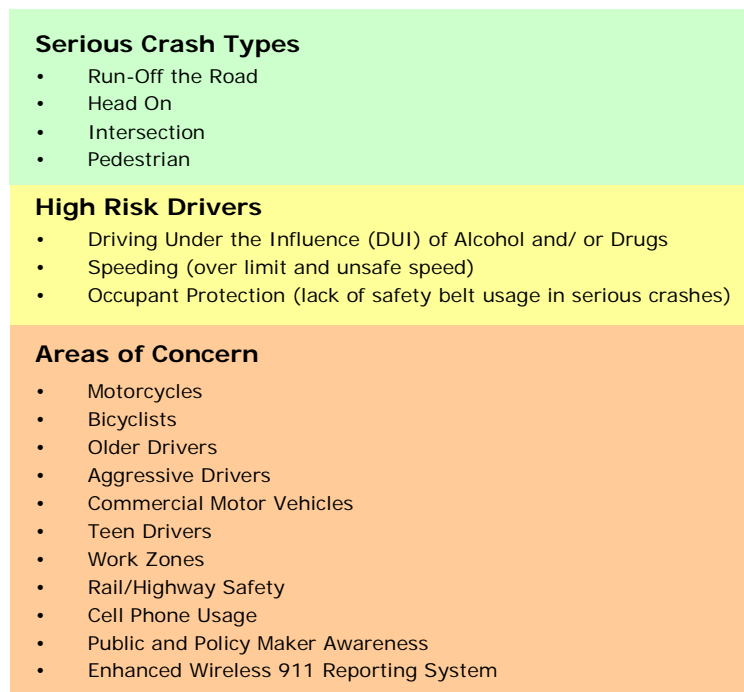 Serious Crash Types
• Run-Off the Road
• Head On
• Intersection
• Pedestrian
High Risk Drivers
• Driving Under the Influence (DUI) of Alcohol and/ or Drugs
• Speeding (over limit and unsafe speed)
• Occupant Protection (lack of safety belt usage in serious crashes)
Areas of Concern
• Motorcycles
• Bicyclists
• Older Drivers
• Aggressive Drivers
• Commercial Motor Vehicles
• Teen Drivers
• Work Zones
• Rail/Highway Safety
• Cell Phone Usage
• Public and Policy Maker Awareness
• Enhanced Wireless 911 Reporting System